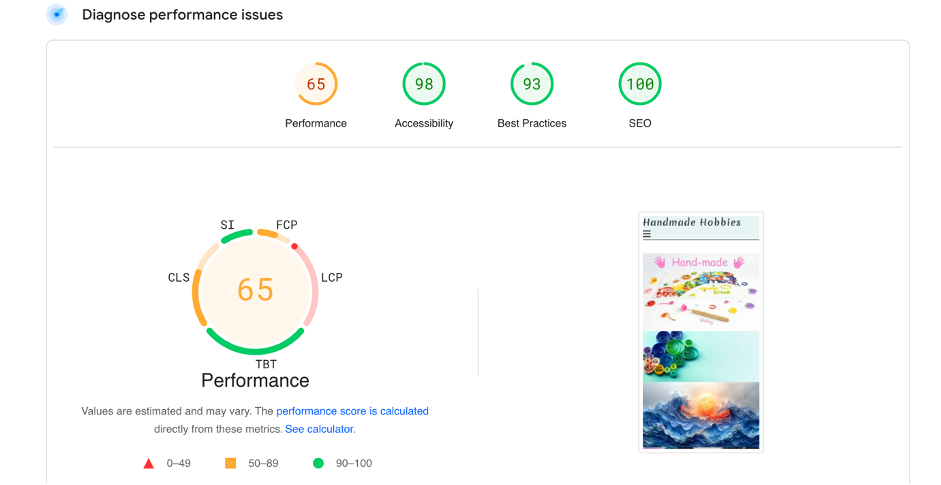 Diagnose performance issues
65
98
93
100
Performance
Accessibility
Best Practices
SEO
SI
FCP
CLS
LCP
65
TBT
Performance
Values are estimated and may vary. The performance score is calculated
directly from these metrics. See calculator.
0–49
50–89
90–100
Handmade Hobbies
Hand-made